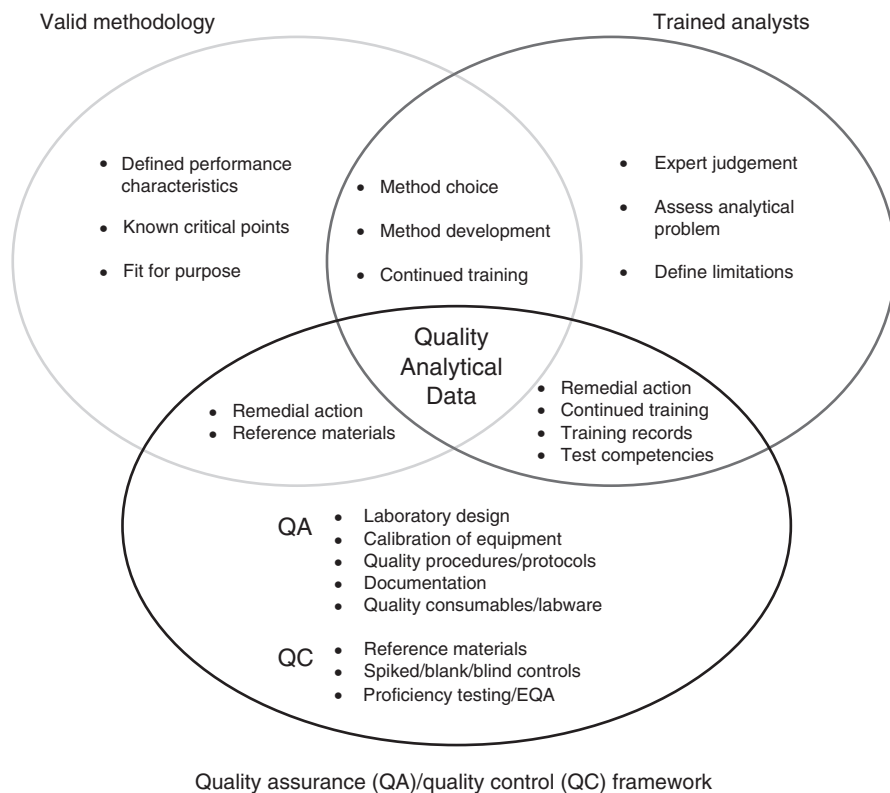 Valid methodology
Trained analysts
• Defined performance
characteristics
• Known critical points
• Fit for purpose
• Method choice
• Method development
• Continued training
• Expert judgement
• Assess analytical
problem
• Define limitations
Quality
Analytical
Data
• Remedial action
• Reference materials
• Remedial action
• Continued training
• Training records
• Test competencies
QA
• Laboratory design
• Calibration of equipment
• Quality procedures/protocols
• Documentation
• Quality consumables/labware
QC
• Reference materials
• Spiked/blank/blind controls
• Proficiency testing/EQA
Quality assurance (QA)/quality control (QC) framework